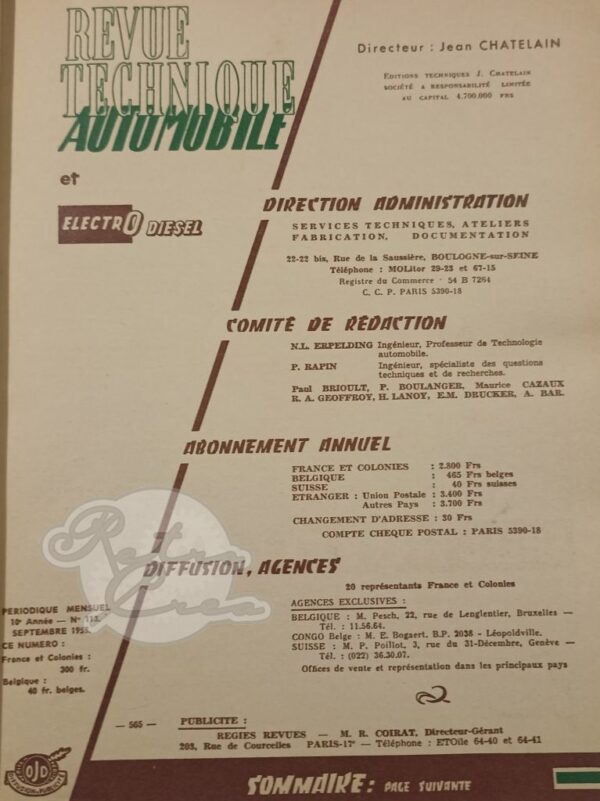 REVUE
TECHNIQUE
AUTOMOBILE
et
ELECTRO DIESEL
Directeur : Jean CHATELAIN
EDITIONS TECHNIQUES J. CHATELAIN
SOCIÉTÉ A RESPONSABILITÉ LIMITÉE
AU CAPITAL 4.700.000 FRS
DIRECTION ADMINISTRATION
SERVICES TECHNIQUES, ATELIERS
FABRICATION, DOCUMENTATION
22-22 bis, Rue de la Saussière, BOULOGNE-sur-SEINE
Téléphone : MOLitor 29-23 et 67-15
Registre du Commerce · 54 B 7264
C. C. P. PARIS 5390-18
COMITÉ DE RÉDACTION
N.L. ERPELDING Ingénieur, Professeur de Technologie
automobile.
P. RAPIN Ingénieur, spécialiste des questions
techniques et de recherches.
Paul BRIOULT, P. BOULANGER, Maurice CAZAUX
R. A. GEOFFROY, H. LANOY, E.M. DRUCKER, A. BAR.
ABONNEMENT ANNUEL
FRANCE ET COLONIES : 2.800 Frs
BELGIQUE : 465 Frs belges
SUISSE : 40 Frs suisses
ETRANGER : Union Postale : 3.400 Frs
Autres Pays : 3.700 Frs
CHANGEMENT D'ADRESSE : 30 Frs
COMPTE CHEQUE POSTAL : PARIS 5390-18
Retro
Crea
DIFFUSION, AGENCES
20 représentants France et Colonies
AGENCES EXCLUSIVES :
BELGIQUE : M. Pesch, 22, rue de Lenglentier, Bruxelles —
Tél. : 11.56.64.
CONGO Belge : M. E. Bogaert. B.P. 2038 - Léopoldville.
SUISSE : M. P. Poillot, 3, rue du 31-Décembre, Genève —
Tél. : (022) 36.30.07.
Offices de vente et représentation dans les principaux pays
PERIODIQUE MENSUEL
10e Année — N°
SEPTEMBRE 1955
CE NUMERO :
France et Colonies :
300 fr.
Belgique :
40 fr. belges.
— 565 —
PUBLICITE :
REGIES REVUES — M. R. COIRAT, Directeur-Gérant
203, Rue de Courcelles PARIS-17e — Téléphone : ETOile 64-40 et 64-41
OJD
SOMMAIRE : PAGE SUIVANTE